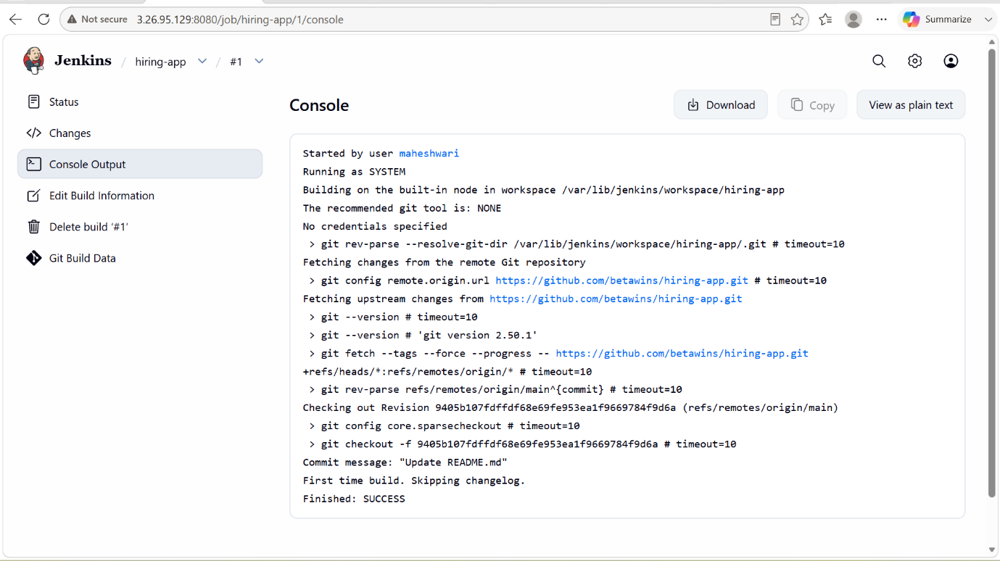 Not secure 3.26.95.129:8080/job/hiring-app/1/console Summarize
Jenkins / hiring-app / #1
Status
Changes
Console Output
Edit Build Information
Delete build ‘#1’
Git Build Data
Console Download Copy View as plain text
Started by user maheshwari
Running as SYSTEM
Building on the built-in node in workspace /var/lib/jenkins/workspace/hiring-app
The recommended git tool is: NONE
No credentials specified
> git rev-parse --resolve-git-dir /var/lib/jenkins/workspace/hiring-app/.git # timeout=10
Fetching changes from the remote Git repository
> git config remote.origin.url https://github.com/betawins/hiring-app.git # timeout=10
Fetching upstream changes from https://github.com/betawins/hiring-app.git
> git --version # timeout=10
> git --version # 'git version 2.50.1'
> git fetch --tags --force --progress -- https://github.com/betawins/hiring-app.git
+refs/heads/*:refs/remotes/origin/* # timeout=10
> git rev-parse refs/remotes/origin/main^{commit} # timeout=10
Checking out Revision 9405b107fdffdf68e69fe953ea1f9669784f9d6a (refs/remotes/origin/main)
> git config core.sparsecheckout # timeout=10
> git checkout -f 9405b107fdffdf68e69fe953ea1f9669784f9d6a # timeout=10
Commit message: "Update README.md"
First time build. Skipping changelog.
Finished: SUCCESS